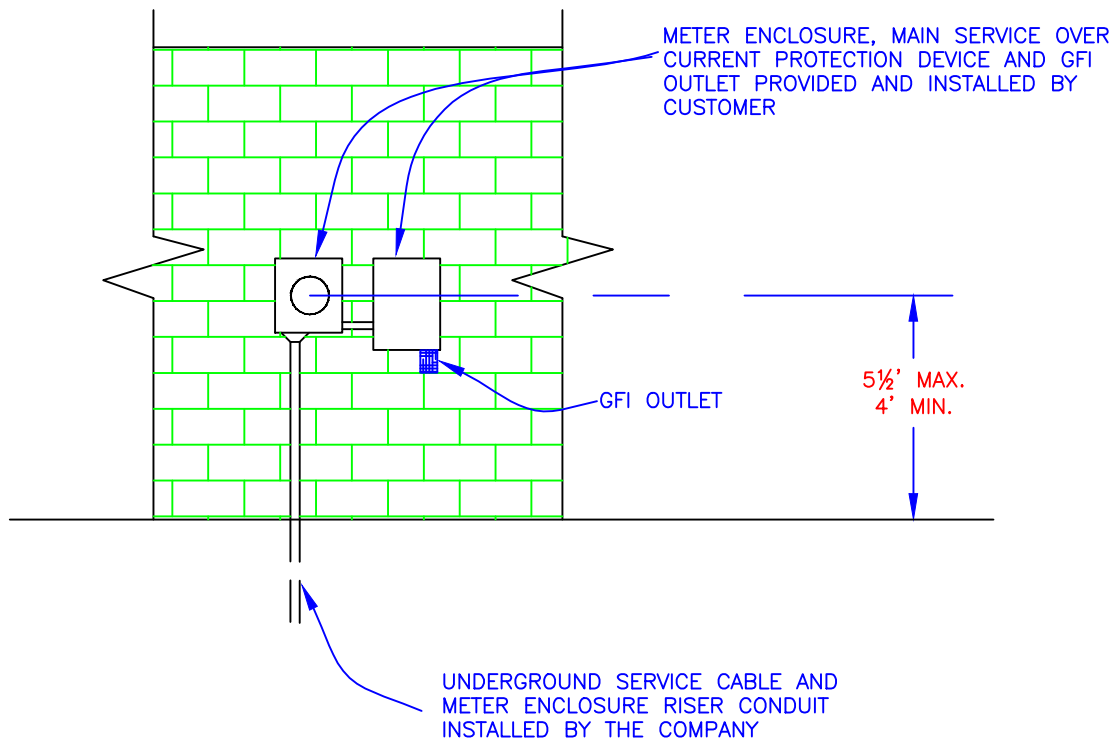 METER ENCLOSURE, MAIN SERVICE OVER
CURRENT PROTECTION DEVICE AND GFI
OUTLET PROVIDED AND INSTALLED BY
CUSTOMER
5½' MAX.
4' MIN.
GFI OUTLET
UNDERGROUND SERVICE CABLE AND
METER ENCLOSURE RISER CONDUIT
INSTALLED BY THE COMPANY